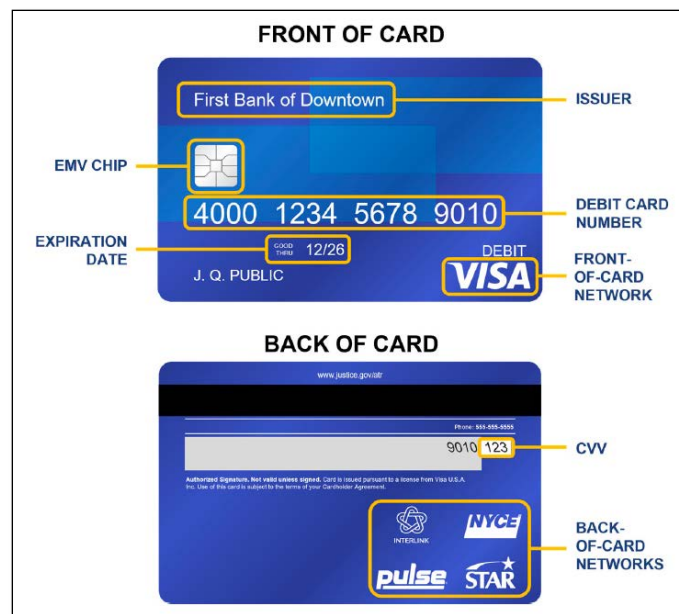 FRONT OF CARD
First Bank of Downtown
ISSUER
EMV CHIP
4000 1234 5678 9010
DEBIT CARD
NUMBER
EXPIRATION
DATE
GOOD
THRU
12/26
J. Q. PUBLIC
DEBIT
VISA
FRONT-
OF-CARD
NETWORK
BACK OF CARD
www.justice.gov/atr
Phone: 555-555-5555
9010 123
CVV
Authorized Signature. Not valid unless signed. Card is issued pursuant to a license from Visa U.S.A.
Inc. Use of this card is subject to the terms of your Cardholder Agreement.
INTERLINK
NYCE
pulse
STAR
BACK-
OF-CARD
NETWORKS